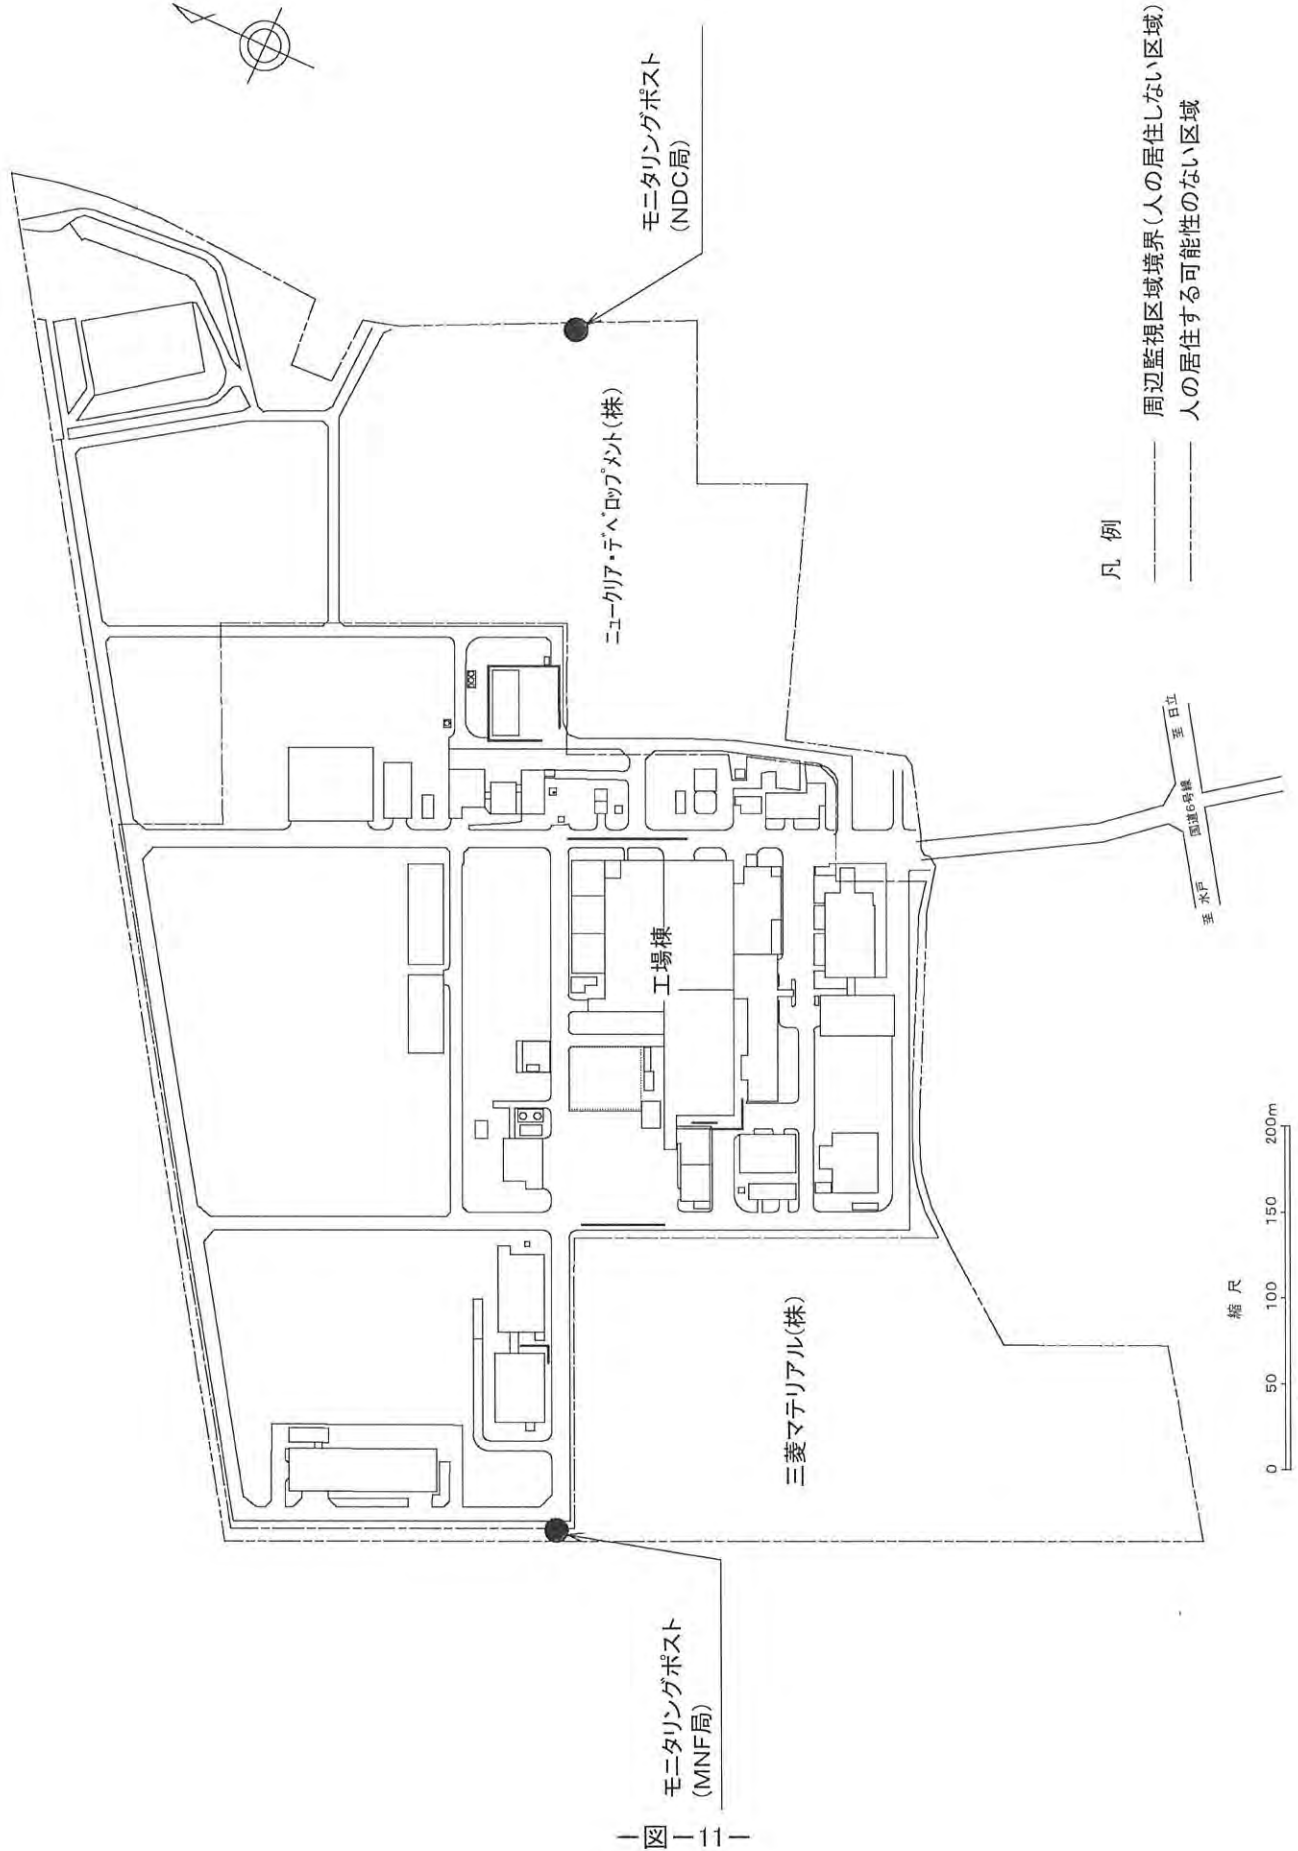 モニタリングポスト
(NDC局)
ニュークリア・デベロップメント(株)
工場棟
三菱マテリアル(株)
モニタリングポスト
(MNF局)
凡 例
周辺監視区域境界(人の居住しない区域)
人の居住する可能性のない区域
至 水戸
国道6号線
至 日立
縮 尺
0 50 100 150 200m
-図-11-